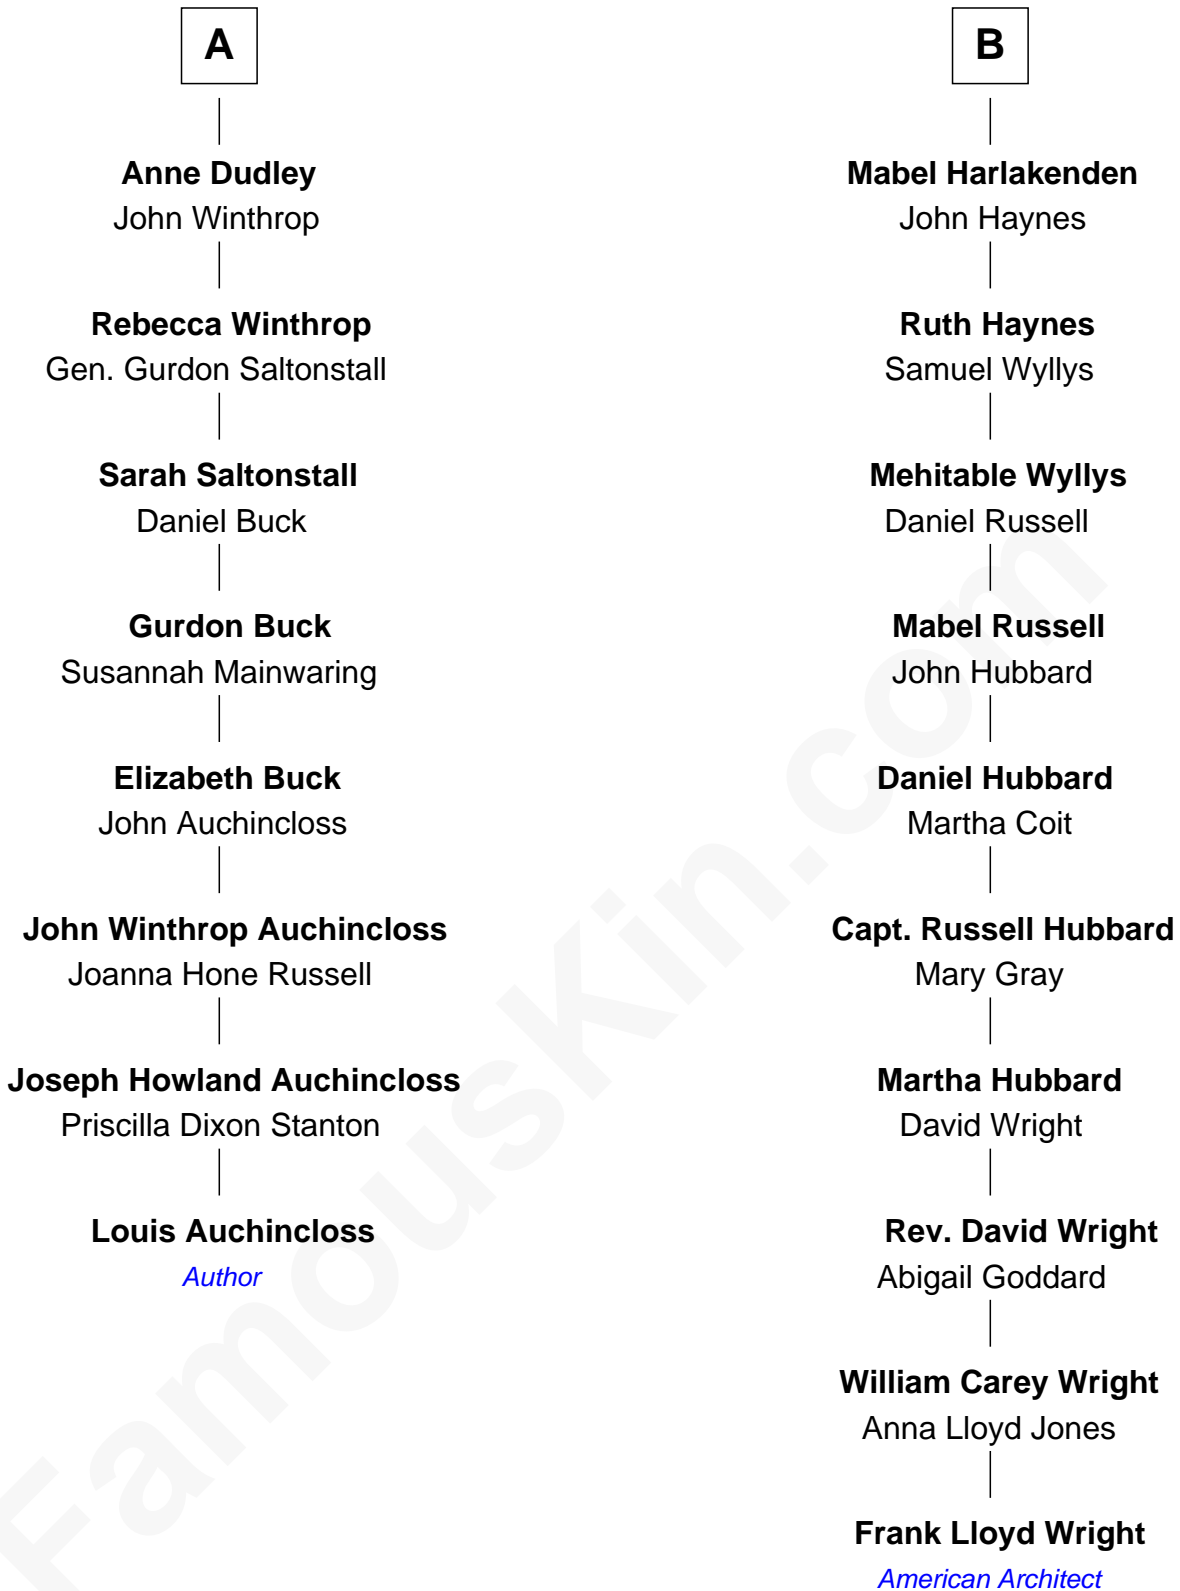 A
Anne Dudley
John Winthrop
Rebecca Winthrop
Gen. Gurdon Saltonstall
Sarah Saltonstall
Daniel Buck
Gurdon Buck
Susannah Mainwaring
Elizabeth Buck
John Auchincloss
John Winthrop Auchincloss
Joanna Hone Russell
Joseph Howland Auchincloss
Priscilla Dixon Stanton
Louis Auchincloss
Author
B
Mabel Harlakenden
John Haynes
Ruth Haynes
Samuel Wyllys
Mehitable Wyllys
Daniel Russell
Mabel Russell
John Hubbard
Daniel Hubbard
Martha Coit
Capt. Russell Hubbard
Mary Gray
Martha Hubbard
David Wright
Rev. David Wright
Abigail Goddard
William Carey Wright
Anna Lloyd Jones
Frank Lloyd Wright
American Architect
FamousKin.com